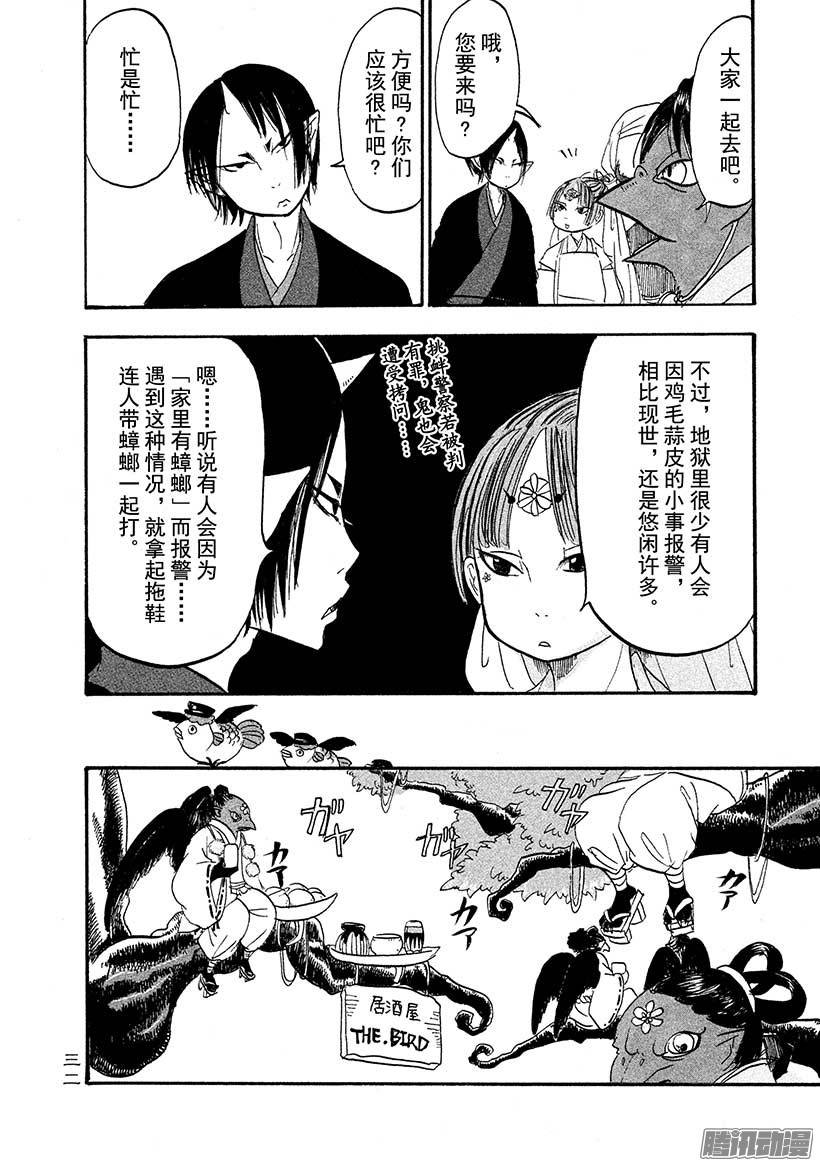 大家一起去吧。
哦，
您要来吗？
方便吗？你们
应该很忙吧？
忙是忙……
不过，地狱里很少有人会
因鸡毛蒜皮的小事报警，
相比现世，还是悠闲许多。
挑衅警察若被判
有罪，鬼也会
遭受拷问……
嗯……听说有人会因为
「家里有蟑螂」而报警……
遇到这种情况，就拿起拖鞋
连人带蟑螂一起打。
ガヤ
ガヤ
カァ
カァ
居酒屋
THE.BIRD
三二
腾讯动漫